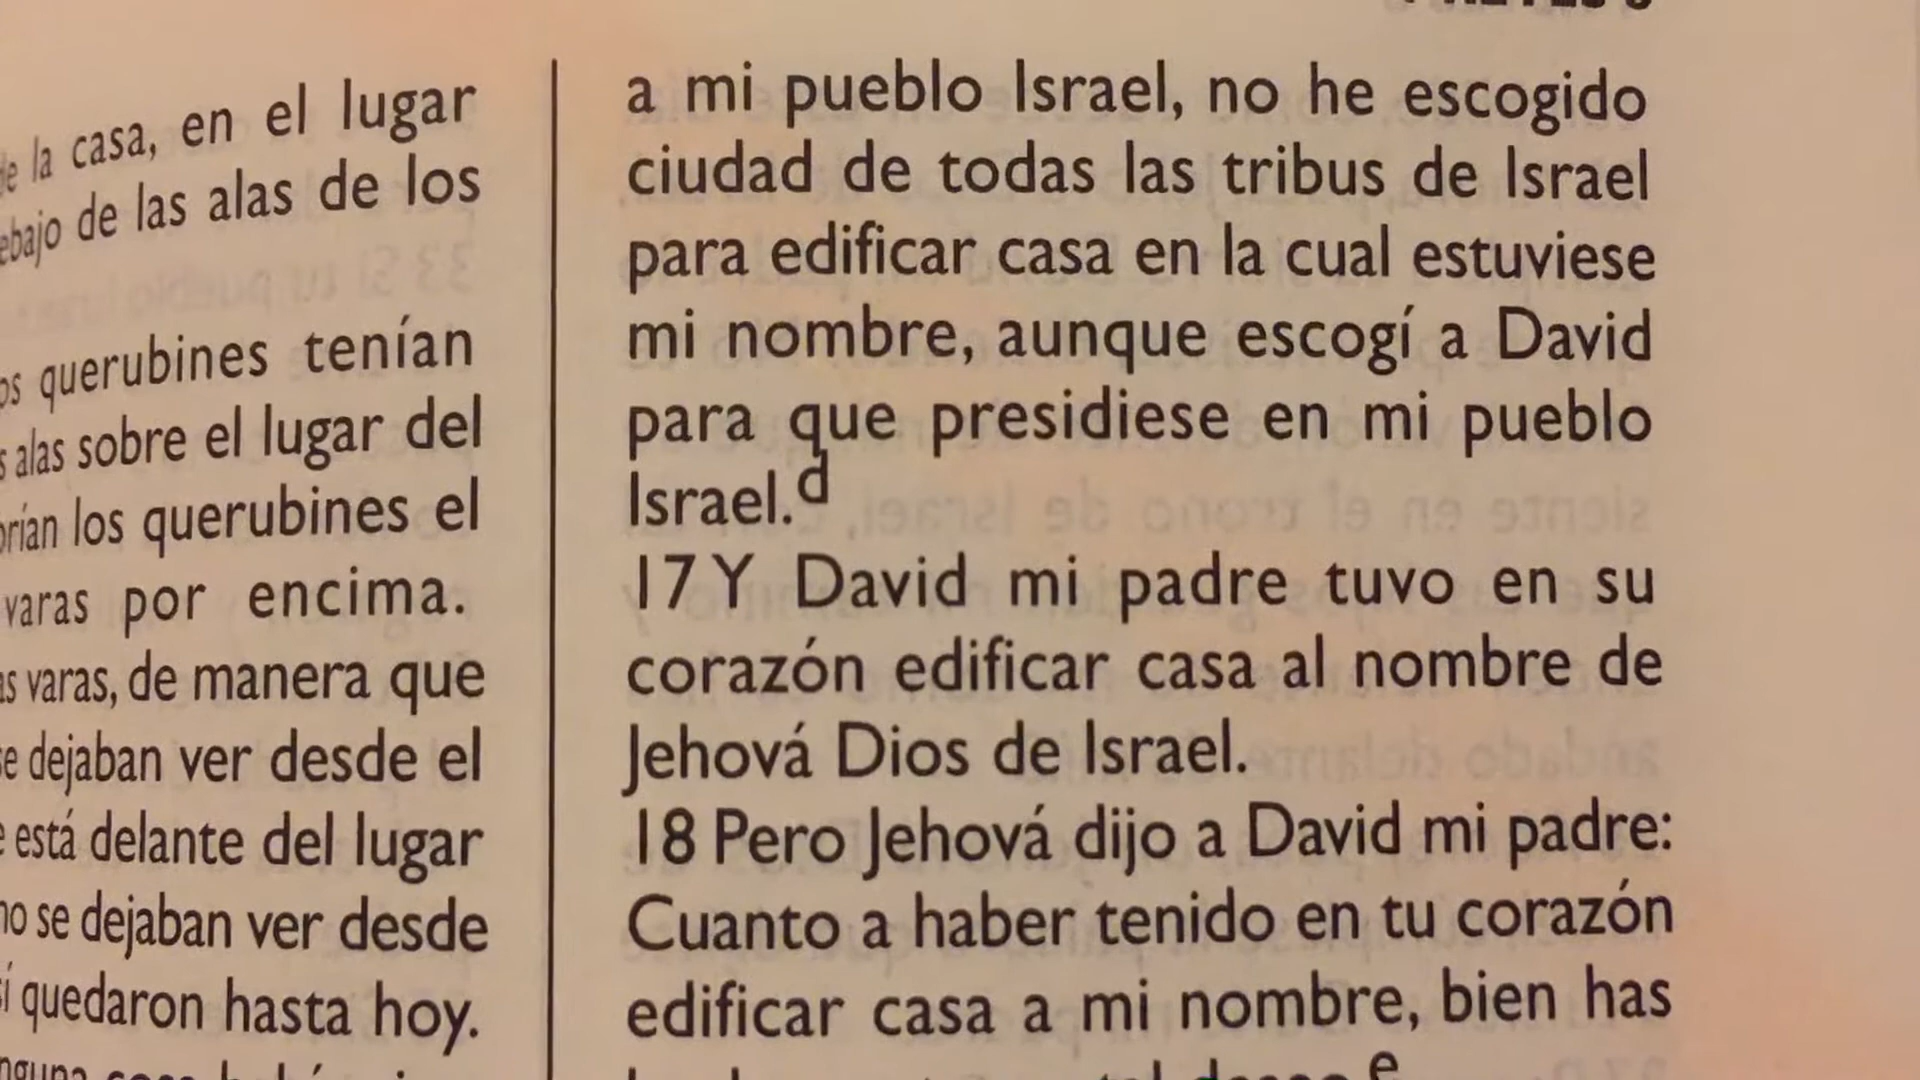 la casa, en el lugar
de las alas de los
querubines tenían
alas sobre el lugar del
los querubines el
varas por encima.
varas, de manera que
dejaban ver desde el
está delante del lugar
no se dejaban ver desde
quedaron hasta hoy.
a mi pueblo Israel, no he escogido
ciudad de todas las tribus de Israel
para edificar casa en la cual estuviese
mi nombre, aunque escogí a David
para que presidiese en mi pueblo
Israel.d
17 Y David mi padre tuvo en su
corazón edificar casa al nombre de
Jehová Dios de Israel.
18 Pero Jehová dijo a David mi padre:
Cuanto a haber tenido en tu corazón
edificar casa a mi nombre, bien has